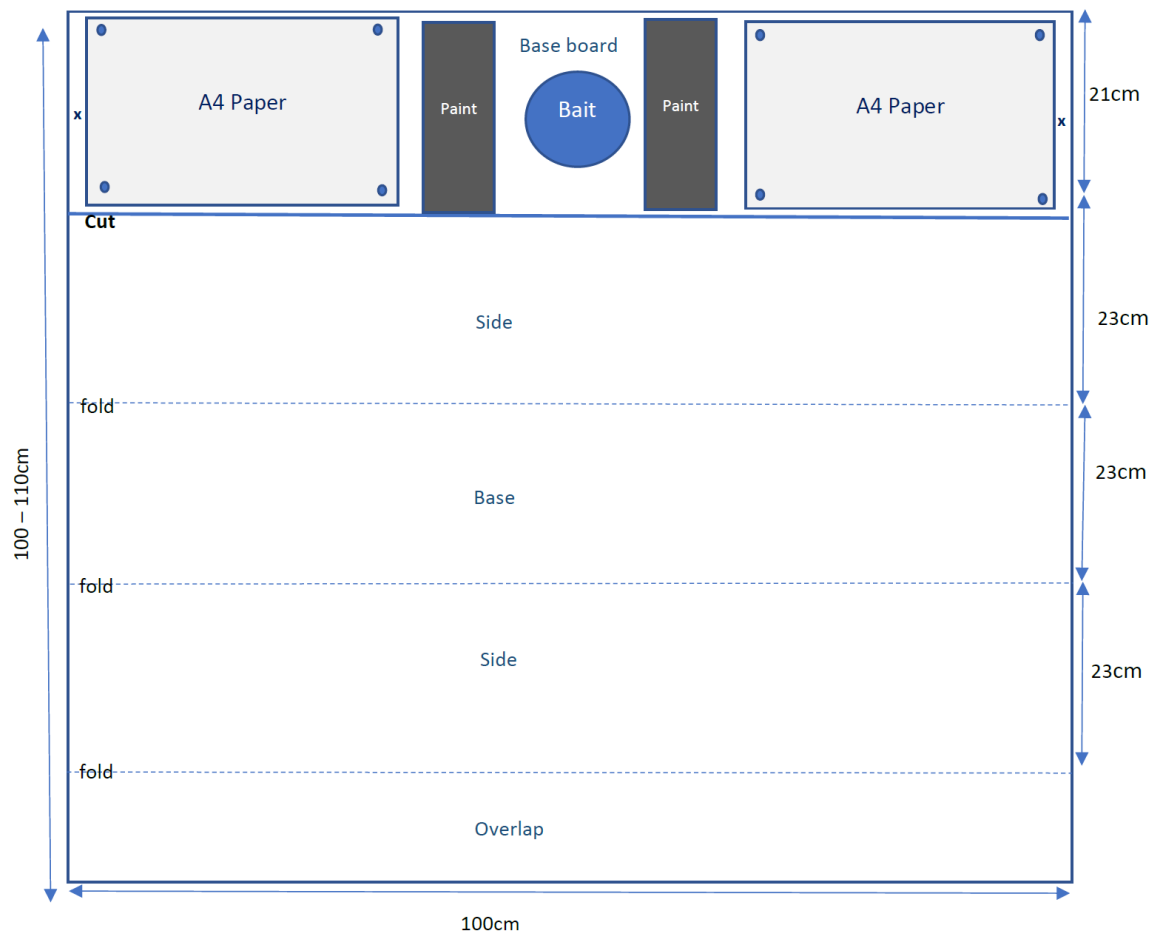 Base board
A4 Paper
Paint
Bait
Paint
A4 Paper
21cm
x
x
Cut
Side
23cm
fold
23cm
100 – 110cm
Base
fold
Side
23cm
fold
Overlap
100cm